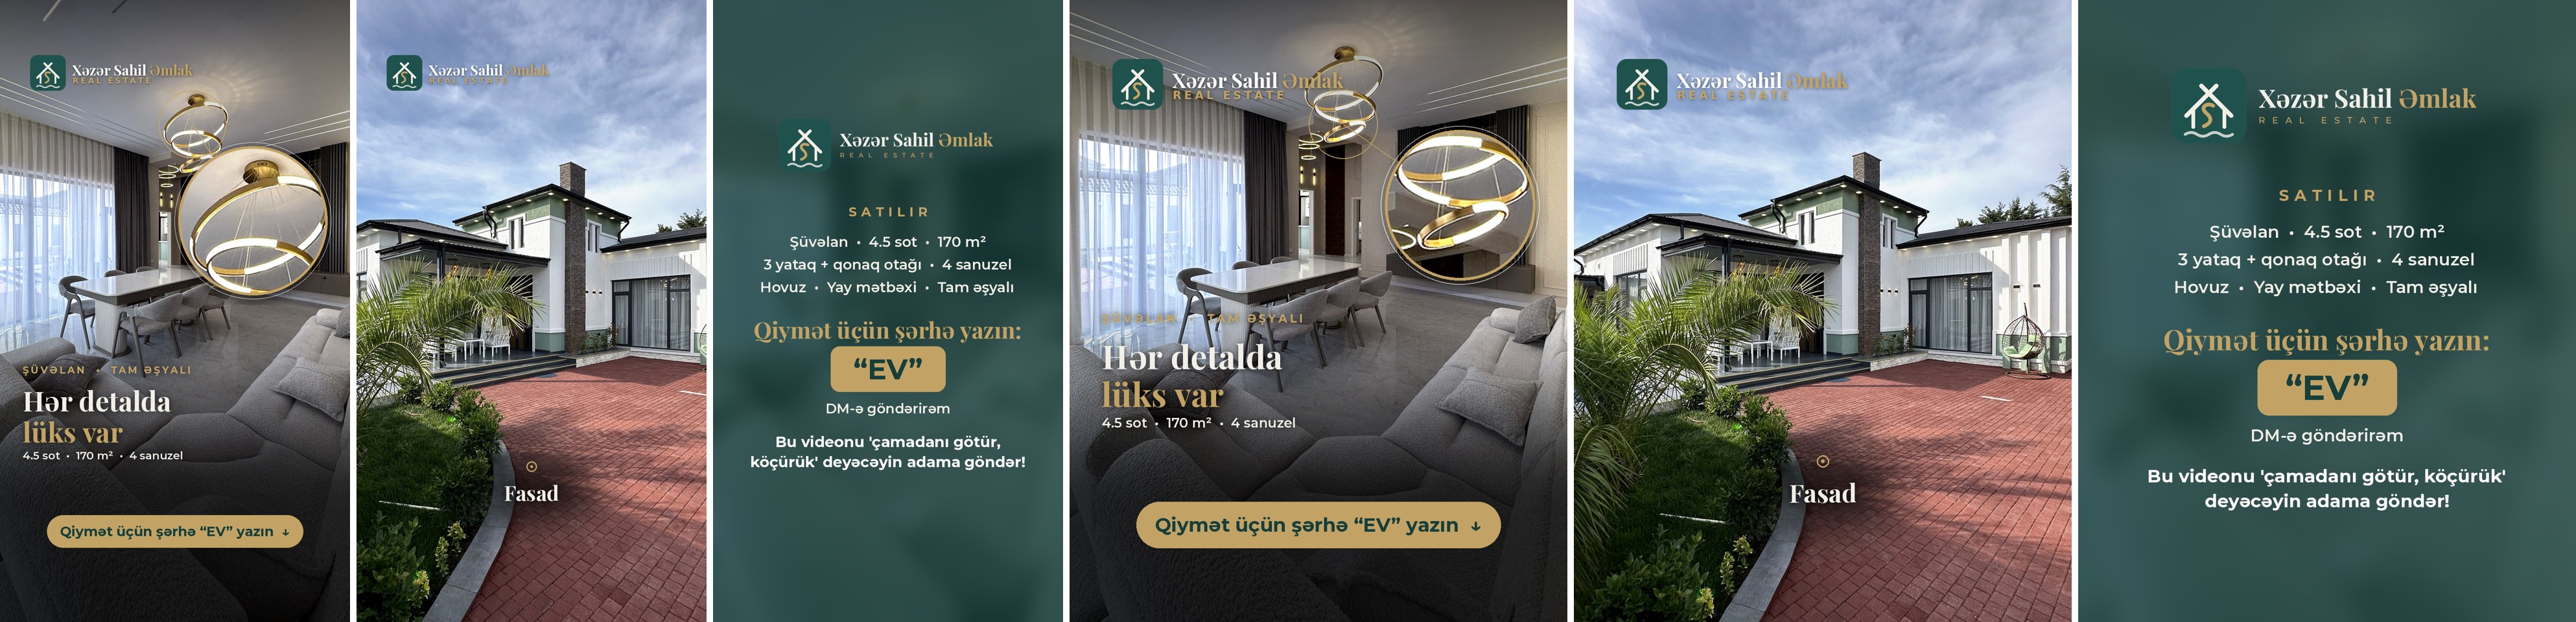 Xəzər Sahil Əmlak
REAL ESTATE
ŞÜVƏLAN • TAM ƏŞYALI
Hər detalda
lüks var
4.5 sot • 170 m² • 4 sanuzel
Qiymət üçün şərhə “EV” yazın ↓
Xəzər Sahil Əmlak
REAL ESTATE
Fasad
Xəzər Sahil Əmlak
REAL ESTATE
SATILIR
Şüvəlan • 4.5 sot • 170 m²
3 yataq + qonaq otağı • 4 sanuzel
Hovuz • Yay mətbəxi • Tam əşyalı
Qiymət üçün şərhə yazın:
“EV”
DM-ə göndərirəm
Bu videonu 'çamadanı götür,
köçürük' deyəcəyin adama göndər!
Xəzər Sahil Əmlak
REAL ESTATE
ŞÜVƏLAN • TAM ƏŞYALI
Hər detalda
lüks var
4.5 sot • 170 m² • 4 sanuzel
Qiymət üçün şərhə “EV” yazın ↓
Xəzər Sahil Əmlak
REAL ESTATE
Fasad
Xəzər Sahil Əmlak
REAL ESTATE
SATILIR
Şüvəlan • 4.5 sot • 170 m²
3 yataq + qonaq otağı • 4 sanuzel
Hovuz • Yay mətbəxi • Tam əşyalı
Qiymət üçün şərhə yazın:
“EV”
DM-ə göndərirəm
Bu videonu 'çamadanı götür, köçürük'
deyəcəyin adama göndər!